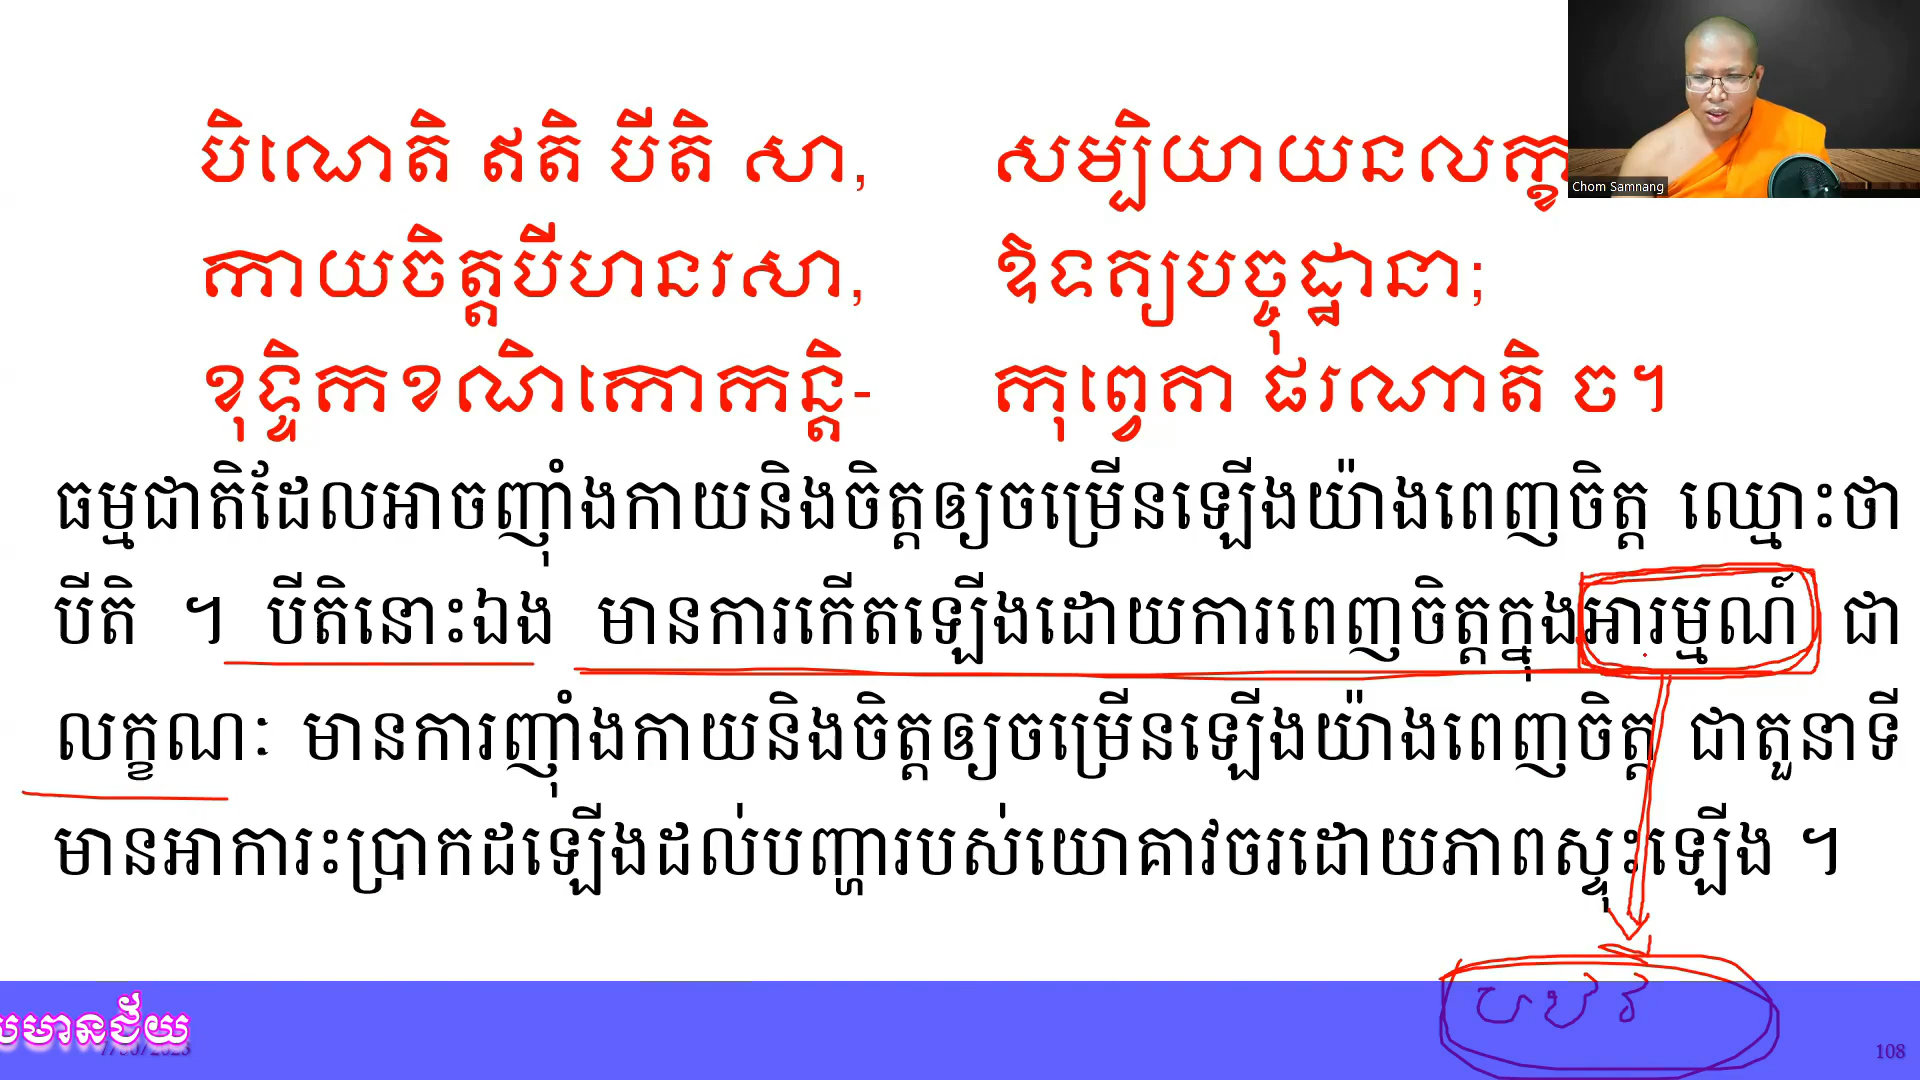 បិណេតិ ឥតិ បីតិ សា, សម្បិយាយនលក្ខ
Chom Samnang
កាយចិត្តបីហនរសា, ឱទគ្យបច្ចុដ្ឋានា;
ខុទ្ទិកខណិកោកន្តិ- កុព្វេគា ផរណាតិ ច។
ធម្មជាតិដែលអាចញ៉ាំងកាយនិងចិត្តឲ្យចម្រើនឡើងយ៉ាងពេញចិត្ត ឈ្មោះថា
បីតិ ។ បីតិនោះឯង មានការកើតឡើងដោយការពេញចិត្តក្នុងអារម្មណ៍ ជា
លក្ខណៈ មានការញ៉ាំងកាយនិងចិត្តឲ្យចម្រើនឡើងយ៉ាងពេញចិត្ត ជាតួនាទី
មានអាការះប្រាកដឡើងដល់បញ្ហារបស់យោគាវចរដោយភាពស្ទុះឡើង ។
មានជ័យ
108